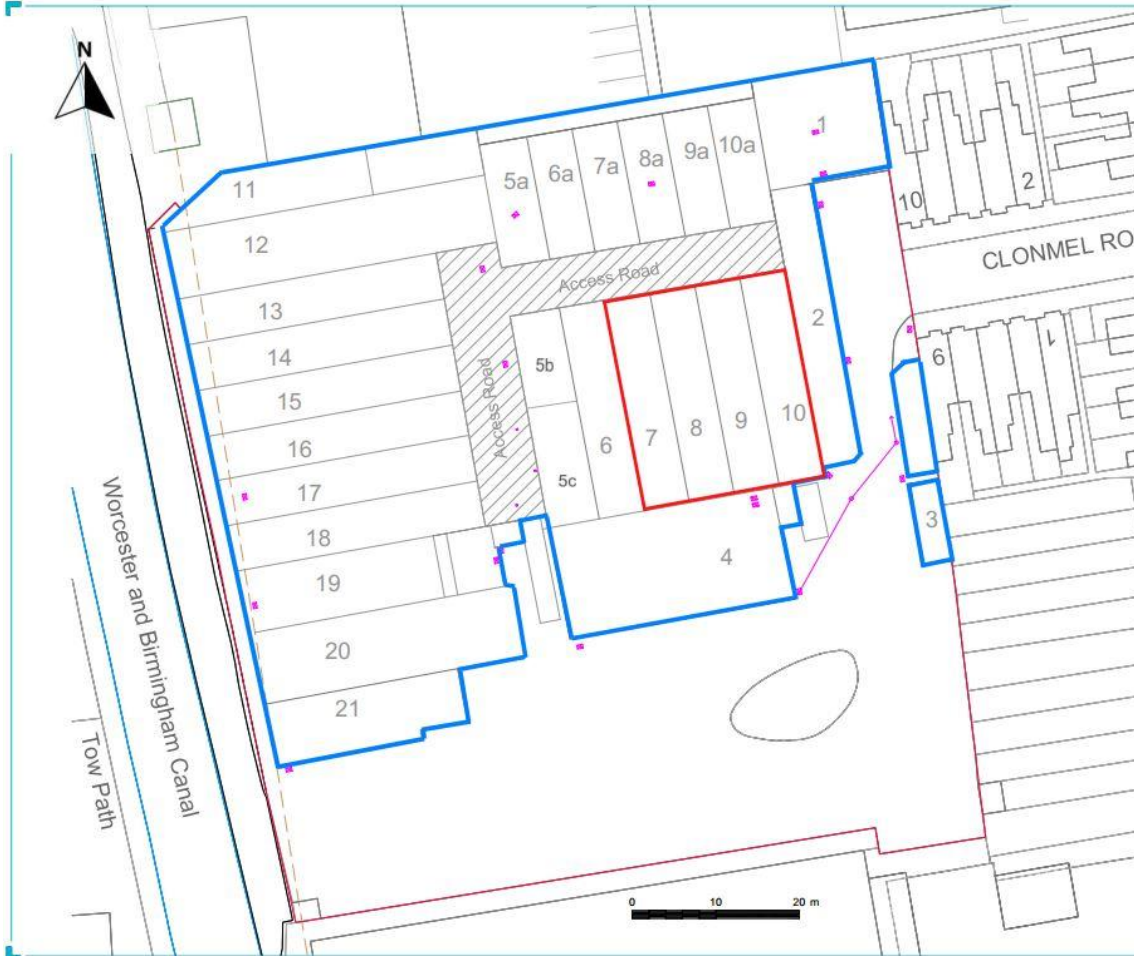 N
1
10a
9a
8a
7a
6a
5a
11
12
10
2
CLONMEL RO
Access Road
13
2
14
5b
6
1
15
Access Road
7
8
9
10
6
16
5c
17
3
18
4
19
20
21
Worcester and Birmingham Canal
Tow Path
0 10 20 m